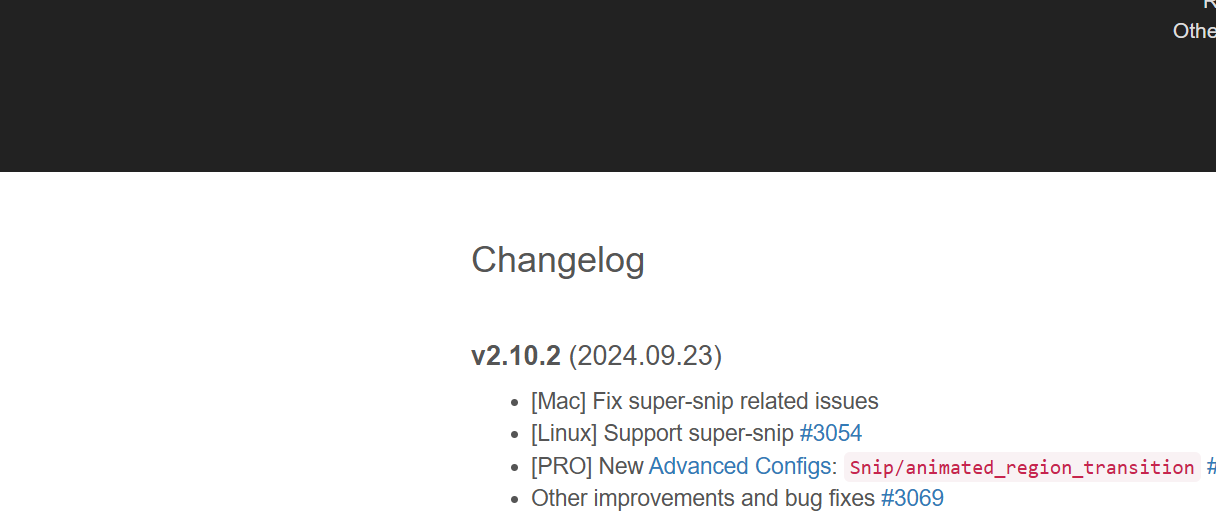 Othe
Changelog
v2.10.2 (2024.09.23)
[Mac] Fix super-snip related issues
[Linux] Support super-snip #3054
[PRO] New Advanced Configs: Snip/animated_region_transition #
Other improvements and bug fixes #3069